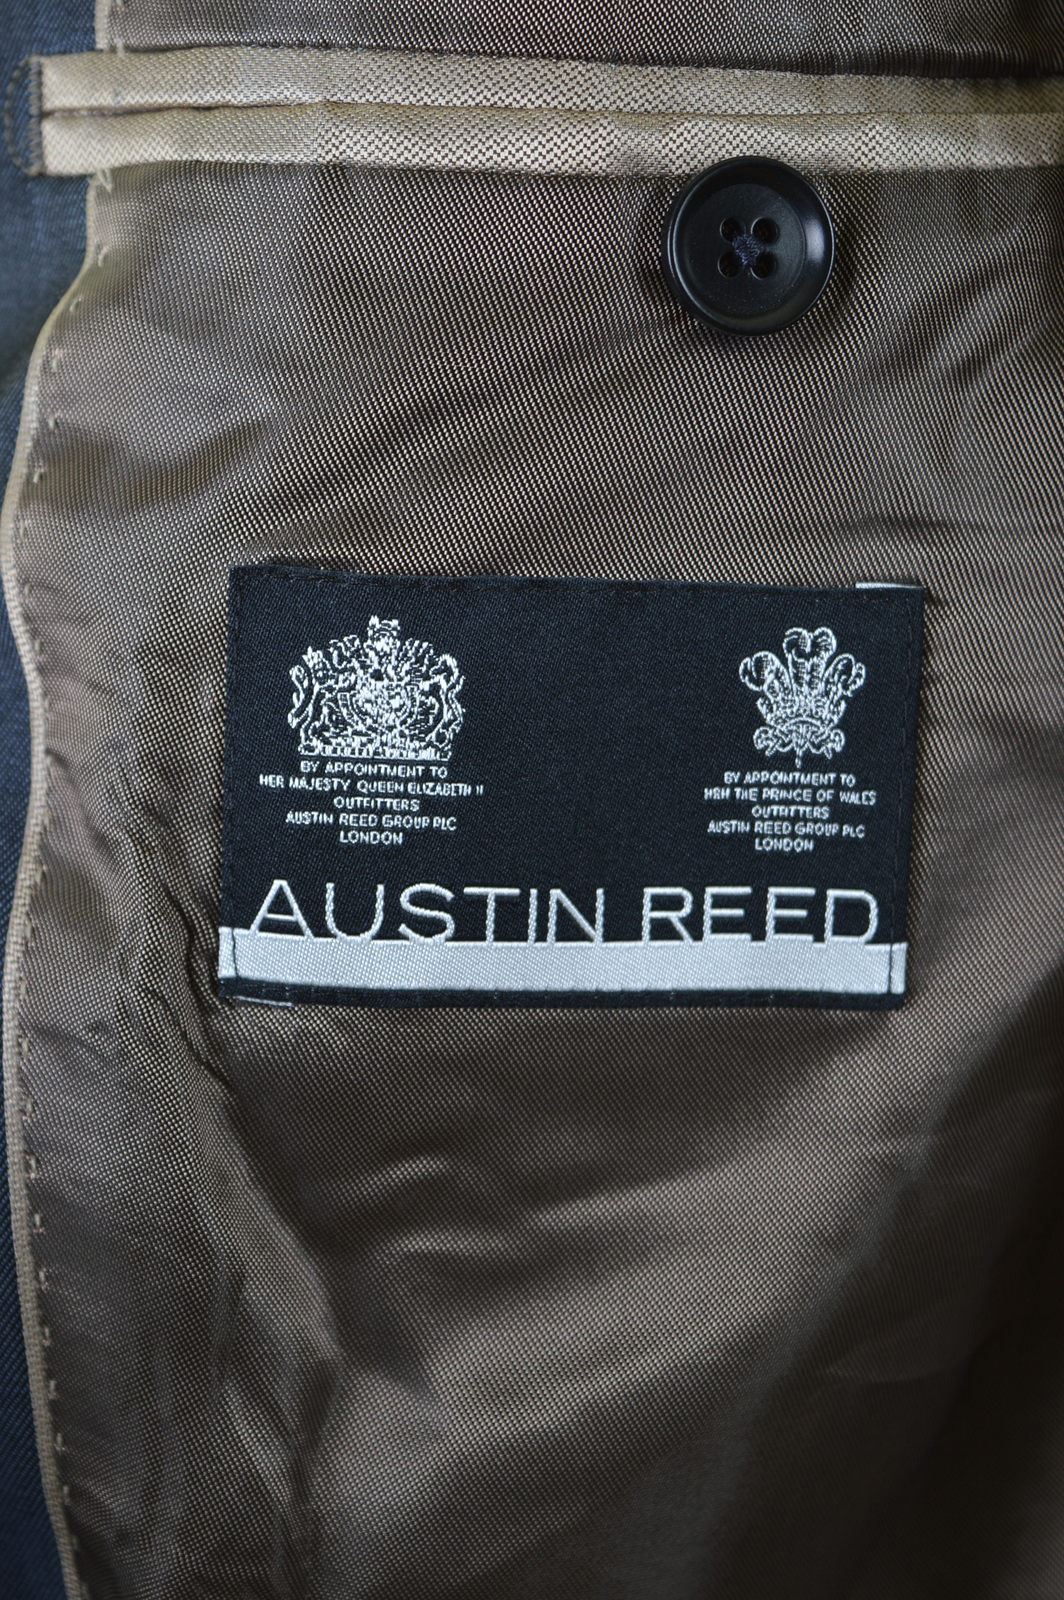 BY APPOINTMENT TO
HER MAJESTY QUEEN ELIZABETH II
OUTFITTERS
AUSTIN REED GROUP PLC
LONDON
BY APPOINTMENT TO
HRH THE PRINCE OF WALES
OUTFITTERS
AUSTIN REED GROUP PLC
LONDON
AUSTIN REED